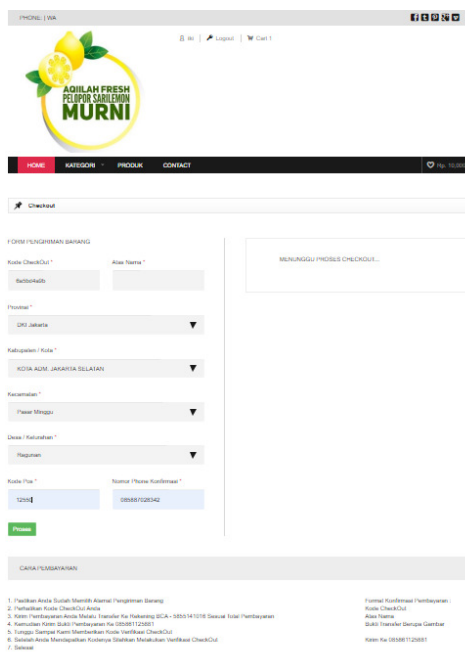 PHONE: | WA
iki | Logout | Cart 1
AQIILAH FRESH
PELOPOR SARILEMON
MURNI
HOME KATEGORI PRODUK CONTACT Rp. 10,000
Checkout
FORM PENGIRIMAN BARANG
MENUNGGU PROSES CHECKOUT...
Kode CheckOut * Atas Nama *
Provinsi *
DKI Jakarta
Kabupaten / Kota *
KOTA ADM. JAKARTA SELATAN
Kecamatan *
Pasar Minggu
Desa / Kelurahan *
Ragunan
Kode Pos * Nomor Phone Konfirmasi *
12550 085887028342
Proses
CARA PEMBAYARAN
1. Pastikan Anda Sudah Memilih Alamat Pengiriman Barang
2. Perhatikan Kode CheckOut Anda
3. Kirim Pembayaran Anda Melalu Transfer Ke Rekening BCA - 5855141078 Sesuai Total Pembayaran
4. Kemudian Kirim Bukti Pembayaran Ke 085881125881
5. Tunggu Sampai Kami Memberikan Kode Verifikasi CheckOut
6. Setelah Anda Mendapatkan Kodenya Silahkan Melakukan Verifikasi CheckOut
7. Selesai
Format Konfirmasi Pembayaran :
Kode CheckOut
Atas Nama
Bukti Transfer Berupa Gambar
Kirim Ke 085881125881